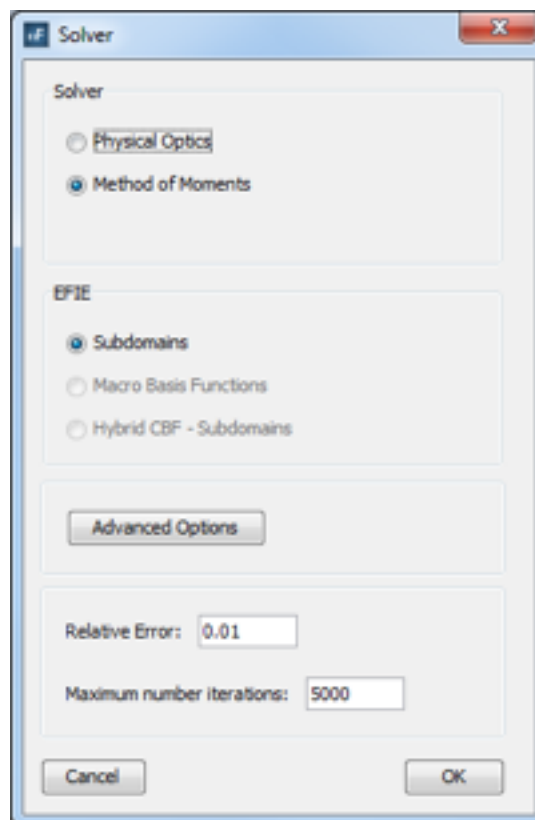 Solver
Solver
Physical Optics
Method of Moments
EFIE
Subdomains
Macro Basis Functions
Hybrid CBF - Subdomains
Advanced Options
Relative Error: 0.01
Maximum number iterations: 5000
Cancel OK